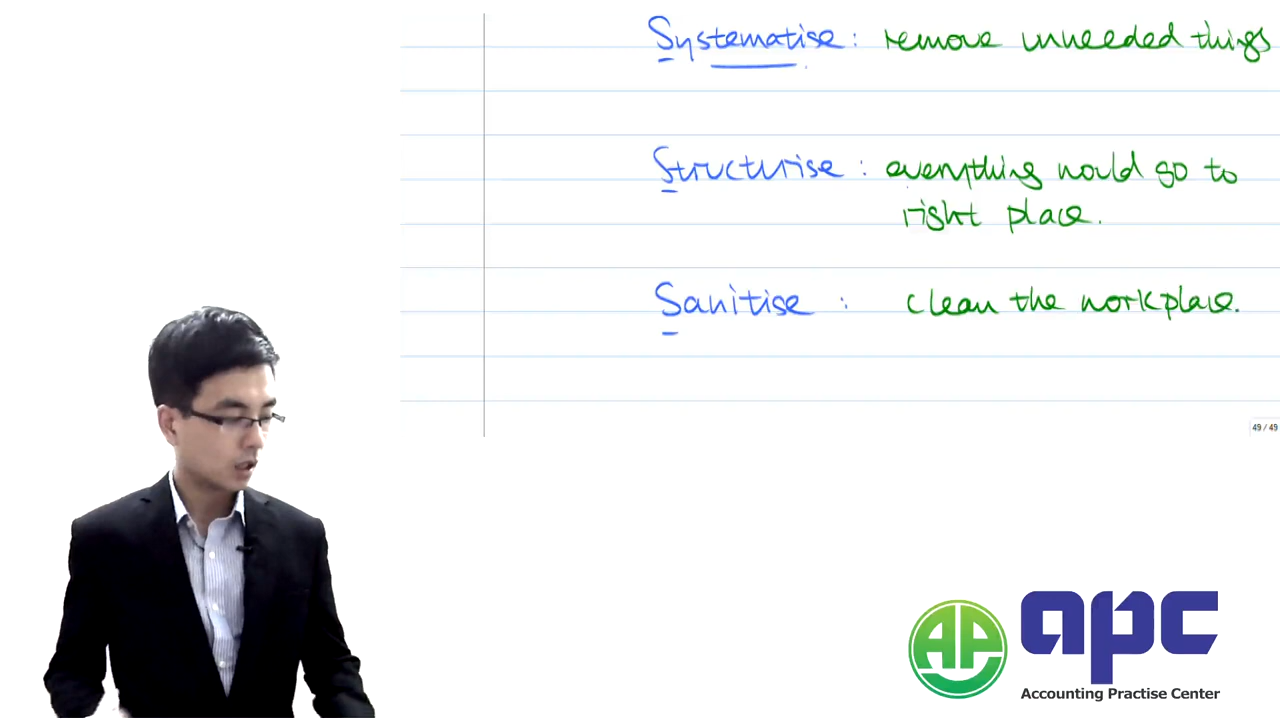 Systematise : remove unneeded things
Structurise : everything would go to
right place.
Sanitise : clean the workplace.
49 / 49
AP
apc
Accounting Practise Center